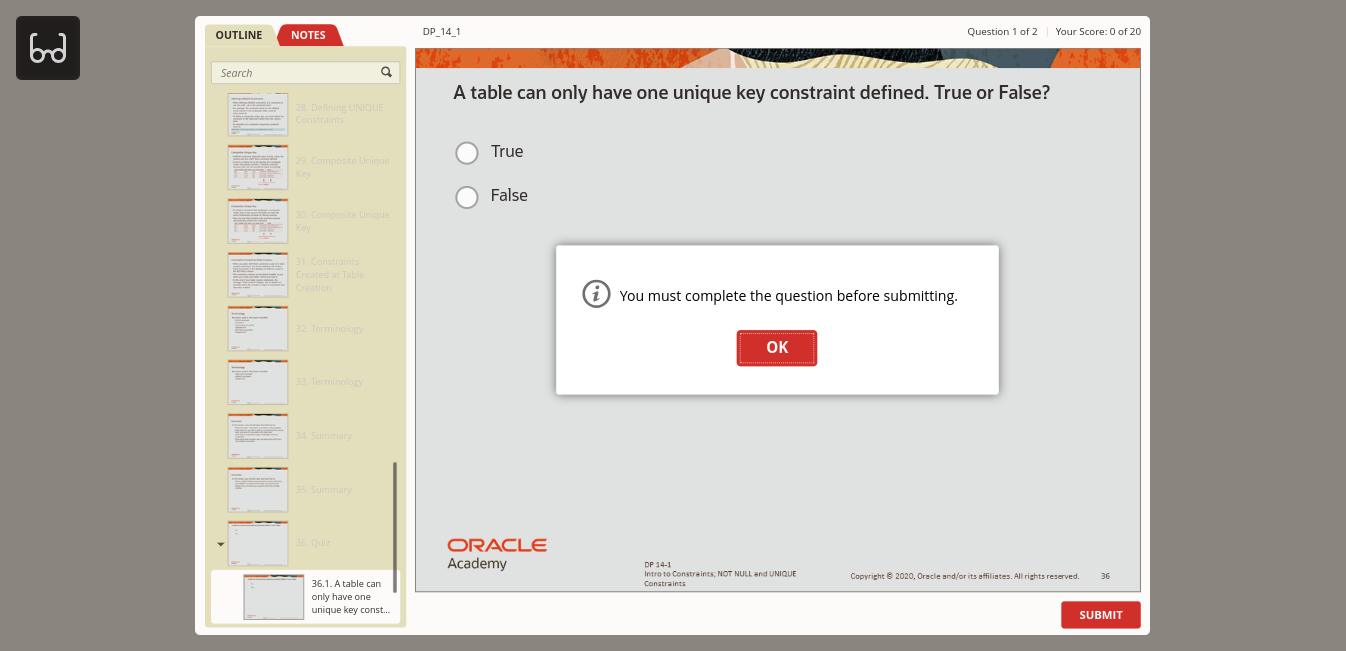 OUTLINE
NOTES
DP_14_1
Question 1 of 2
Your Score: 0 of 20
Search
28. Defining UNIQUE
Constraints
29. Composite Unique
Key
30. Composite Unique
Key
31. Constraints
Created at Table
Creation
32. Terminology
33. Terminology
34. Summary
35. Summary
36. Quiz
36.1. A table can
only have one
unique key const...
A table can only have one unique key constraint defined. True or False?
True
False
You must complete the question before submitting.
OK
ORACLE
Academy
DP 14-1
Intro to Constraints; NOT NULL and UNIQUE
Constraints
Copyright © 2020, Oracle and/or its affiliates. All rights reserved.
36
SUBMIT